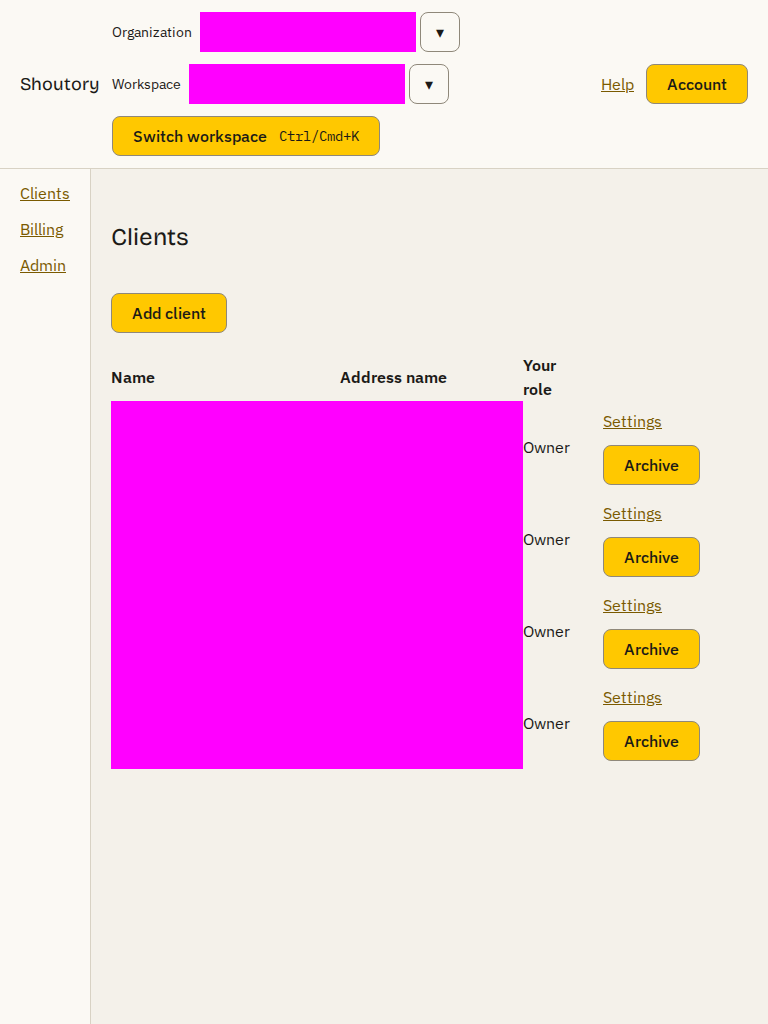 Organization ▼
Shoutory Workspace ▼ Help Account
Switch workspace Ctrl/Cmd+K
Clients
Billing
Admin
Clients
Add client
Name Address name Your role
Owner Settings Archive
Owner Settings Archive
Owner Settings Archive
Owner Settings Archive